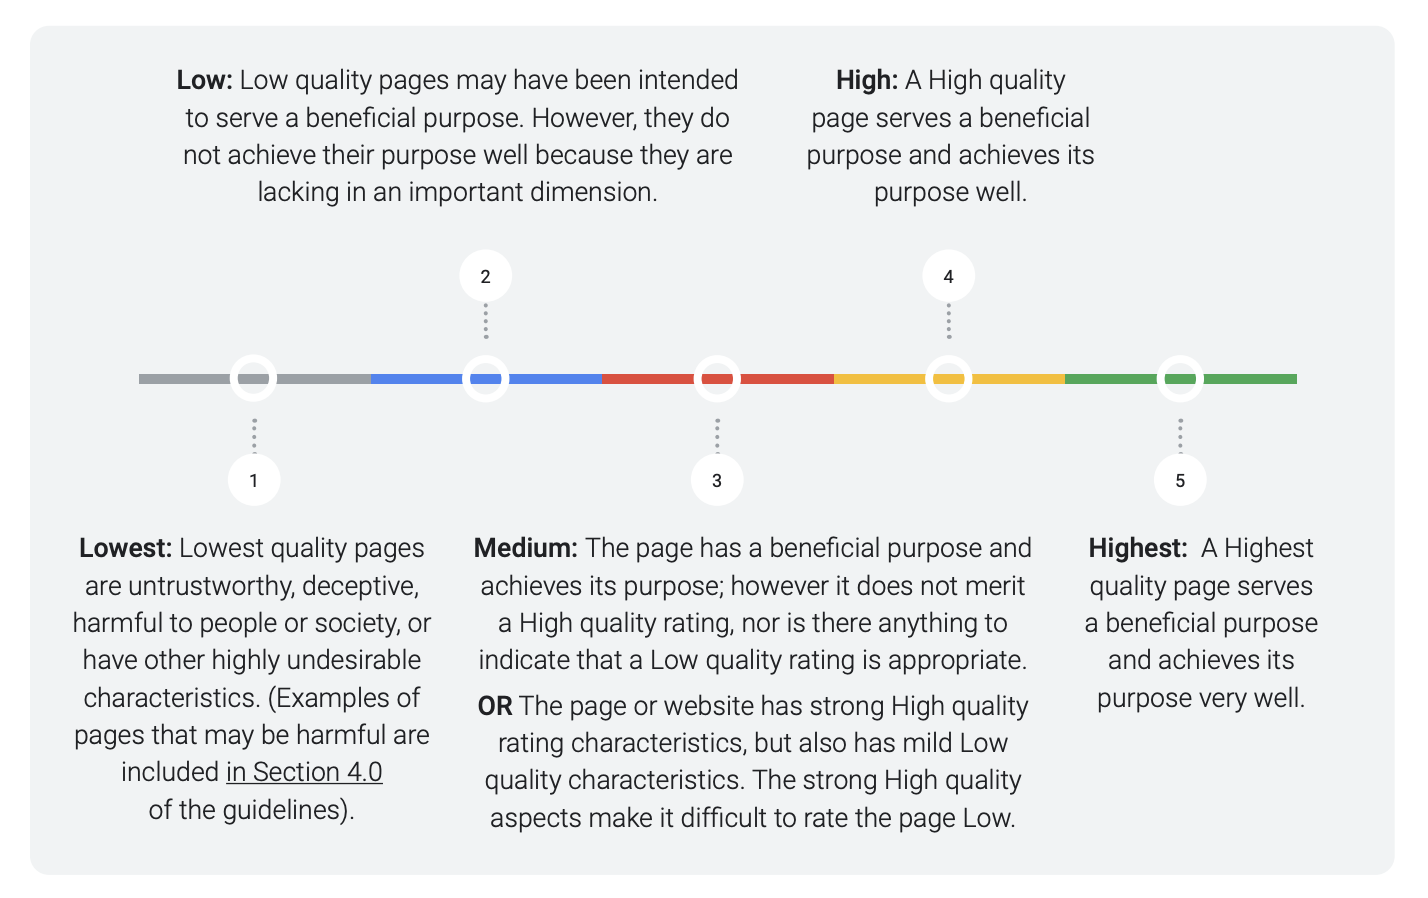 Low: Low quality pages may have been intended
to serve a beneficial purpose. However, they do
not achieve their purpose well because they are
lacking in an important dimension.
High: A High quality
page serves a beneficial
purpose and achieves its
purpose well.
2
4
1
3
5
Lowest: Lowest quality pages
are untrustworthy, deceptive,
harmful to people or society, or
have other highly undesirable
characteristics. (Examples of
pages that may be harmful are
included in Section 4.0
of the guidelines).
Medium: The page has a beneficial purpose and
achieves its purpose; however it does not merit
a High quality rating, nor is there anything to
indicate that a Low quality rating is appropriate.
OR The page or website has strong High quality
rating characteristics, but also has mild Low
quality characteristics. The strong High quality
aspects make it difficult to rate the page Low.
Highest: A Highest
quality page serves
a beneficial purpose
and achieves its
purpose very well.